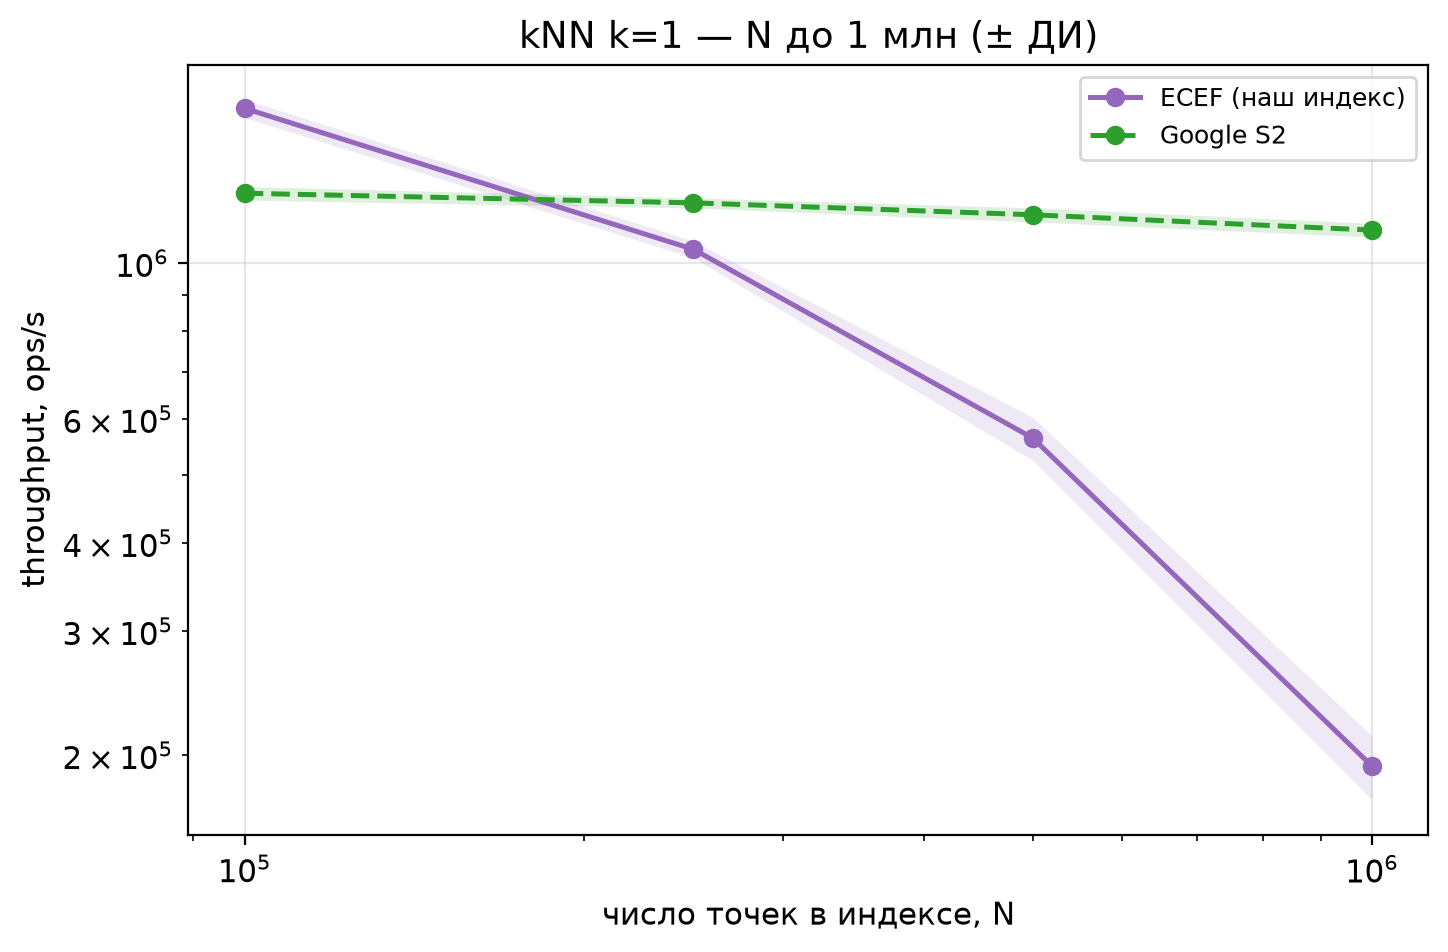 kNN k=1 — N до 1 млн (± ДИ)
ECEF (наш индекс)
Google S2
throughput, ops/s
10⁶
6 × 10⁵
4 × 10⁵
3 × 10⁵
2 × 10⁵
10⁵
10⁶
число точек в индексе, N